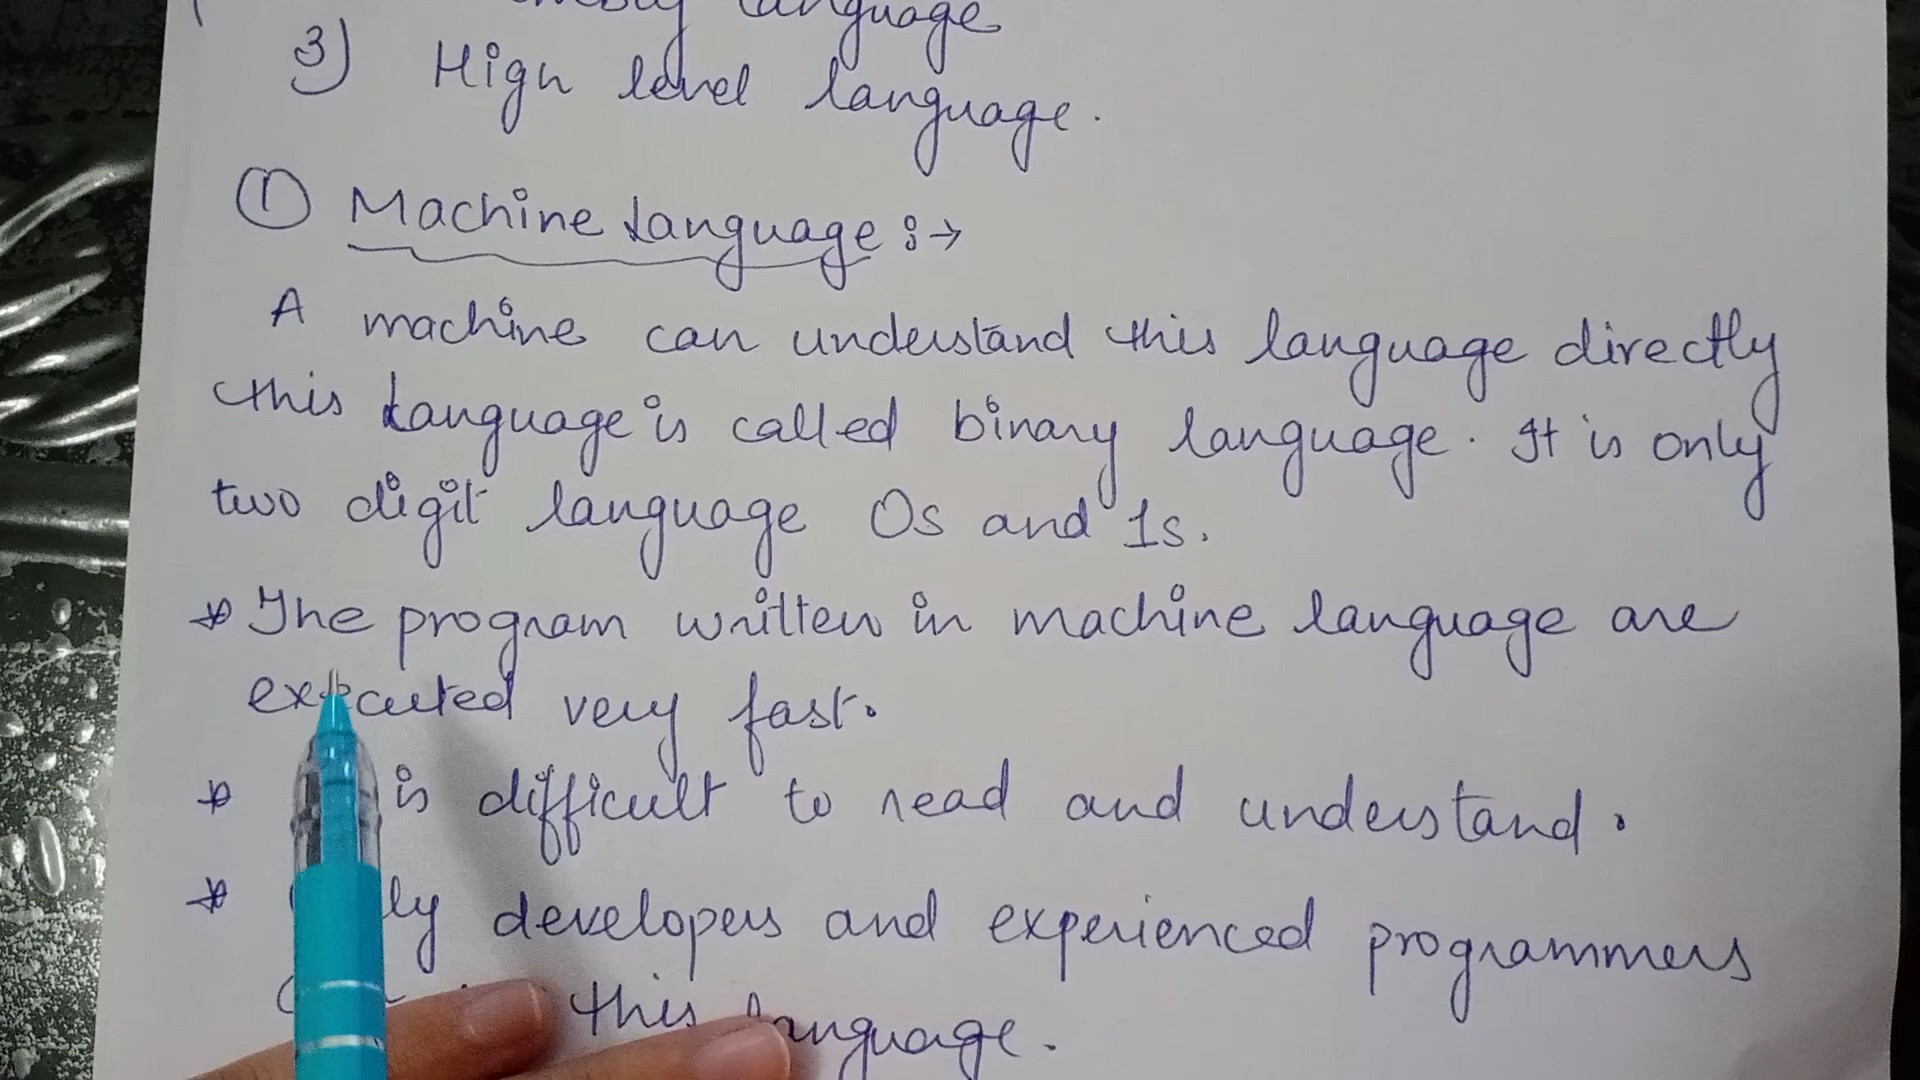 language
3) High level language.
① Machine Language :→
A machine can understand this language directly
this Language is called binary language. It is only
two digit language 0s and 1s.
* The program written in machine language are
executed very fast.
* is difficult to read and understand.
* developers and experienced programmers
this language.